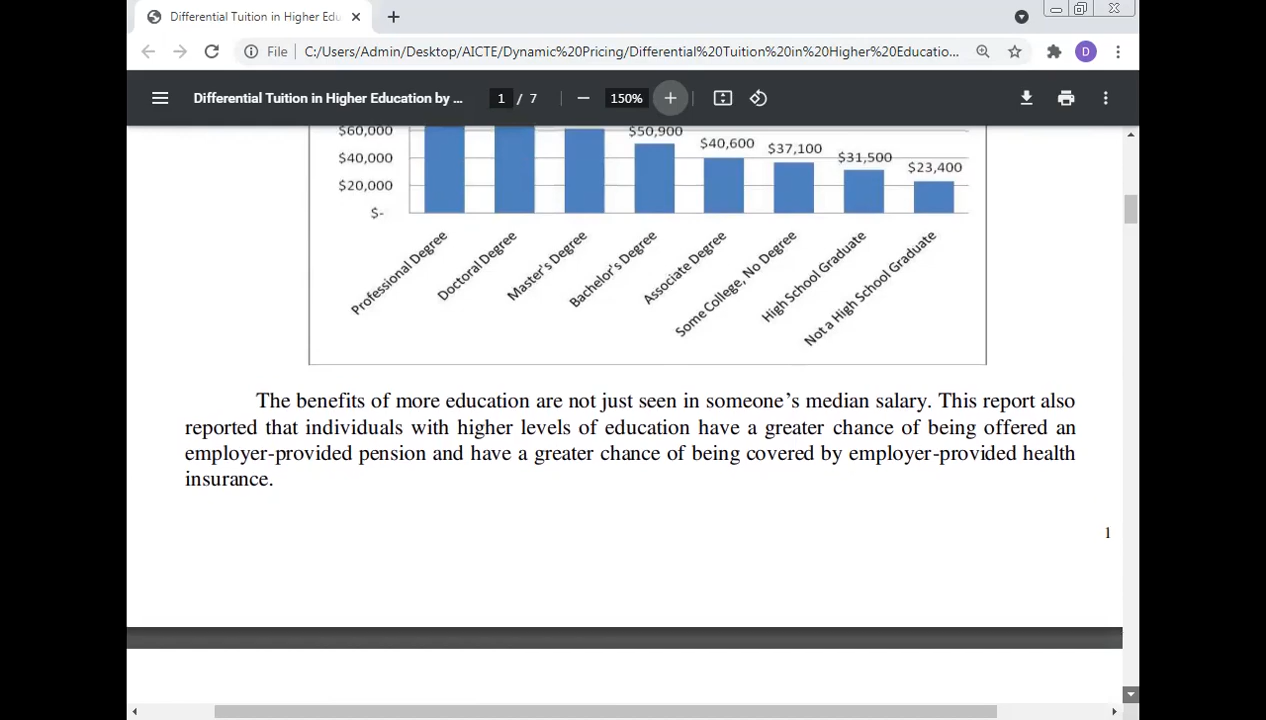 Differential Tuition in Higher Edu
File
C:/Users/Admin/Desktop/AICTE/Dynamic%20Pricing/Differential%20Tuition%20in%20Higher%20Educatio...
D
Differential Tuition in Higher Education by ...
1 / 7
150%
$60,000
$40,000
$20,000
$-
$50,900
$40,600
$37,100
$31,500
$23,400
Professional Degree
Doctoral Degree
Master's Degree
Bachelor's Degree
Associate Degree
Some College, No Degree
High School Graduate
Not a High School Graduate
The benefits of more education are not just seen in someone’s median salary. This report also
reported that individuals with higher levels of education have a greater chance of being offered an
employer-provided pension and have a greater chance of being covered by employer-provided health
insurance.
1